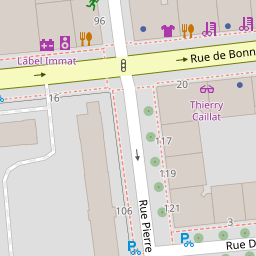 96
Label Immat
Rue de Bonn
16
20
Thierry
Caillat
117
119
121
106
Rue Pierre
3
Rue D